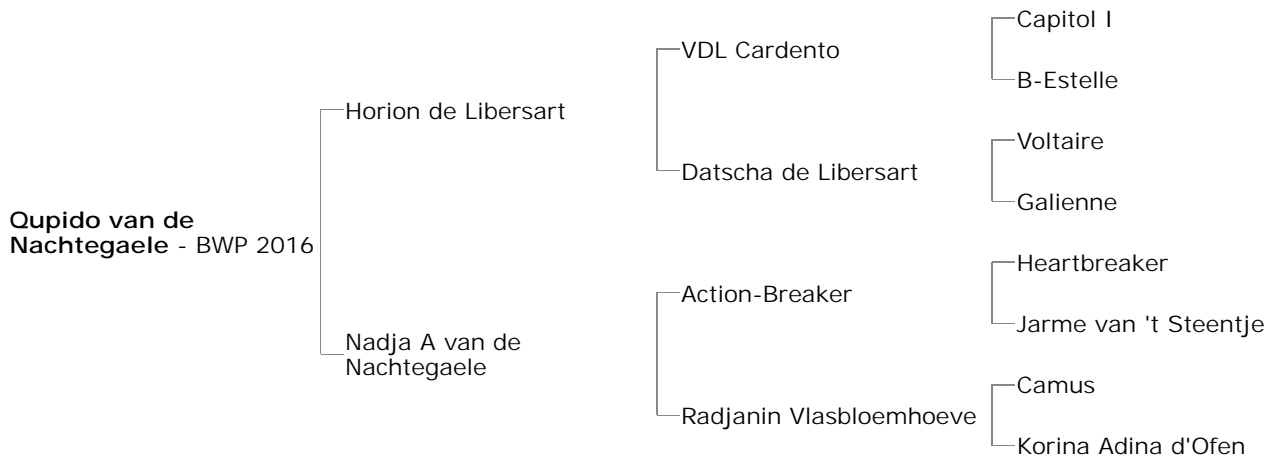 Qupido van de
Nachtegaele - BWP 2016
Horion de Libersart
Nadja A van de
Nachtegaele
VDL Cardento
Datscha de Libersart
Action-Breaker
Radjanin Vlasbloemhoeve
Capitol I
B-Estelle
Voltaire
Galienne
Heartbreaker
Jarme van 't Steentje
Camus
Korina Adina d'Ofen